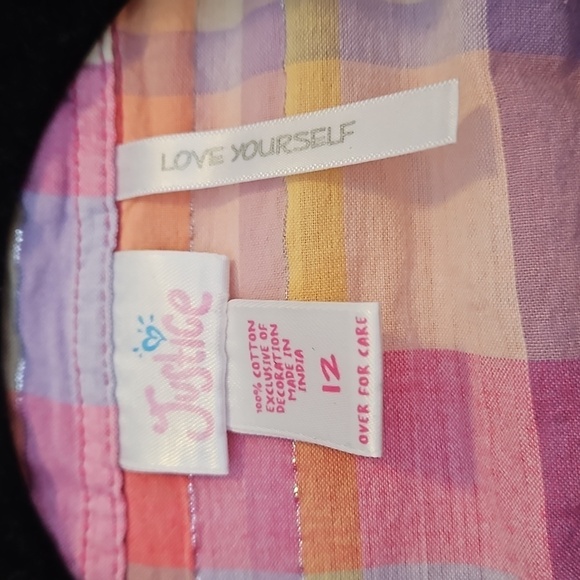 LOVE YOURSELF
Justice
100% COTTON
EXCLUSIVE OF
DECORATION
MADE IN
INDIA
12
OVER FOR CARE